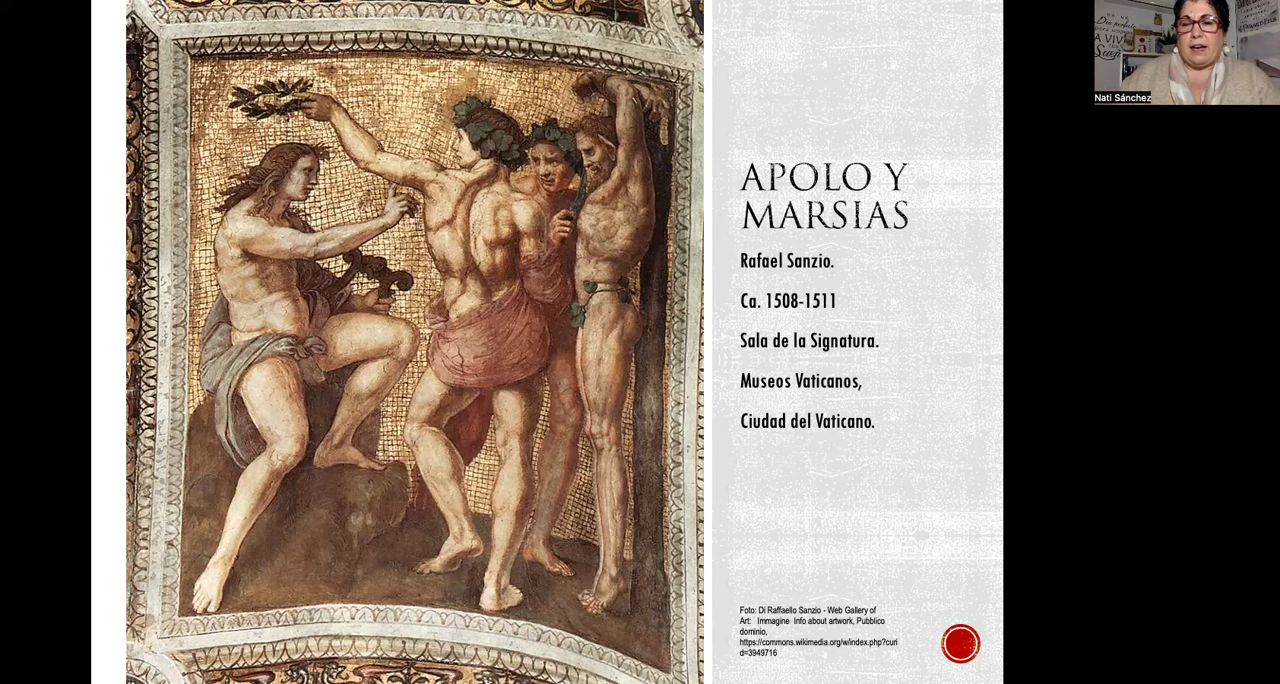 APOLO Y
MARSIAS
Rafael Sanzio.
Ca. 1508-1511
Sala de la Signatura.
Museos Vaticanos,
Ciudad del Vaticano.
Foto: Di Raffaello Sanzio - Web Gallery of
Art: Immagine Info about artwork, Pubblico
dominio,
https://commons.wikimedia.org/w/index.php?curi
d=3949716
Nati Sánchez